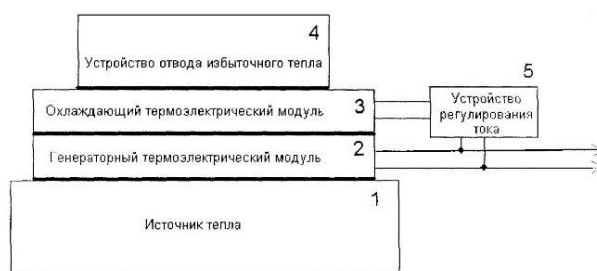 4
Устройство отвода избыточного тепла
5
Охлаждающий термоэлектрический модуль 3
Устройство
регулирования
тока
Генераторный термоэлектрический модуль 2
1
Источник тепла